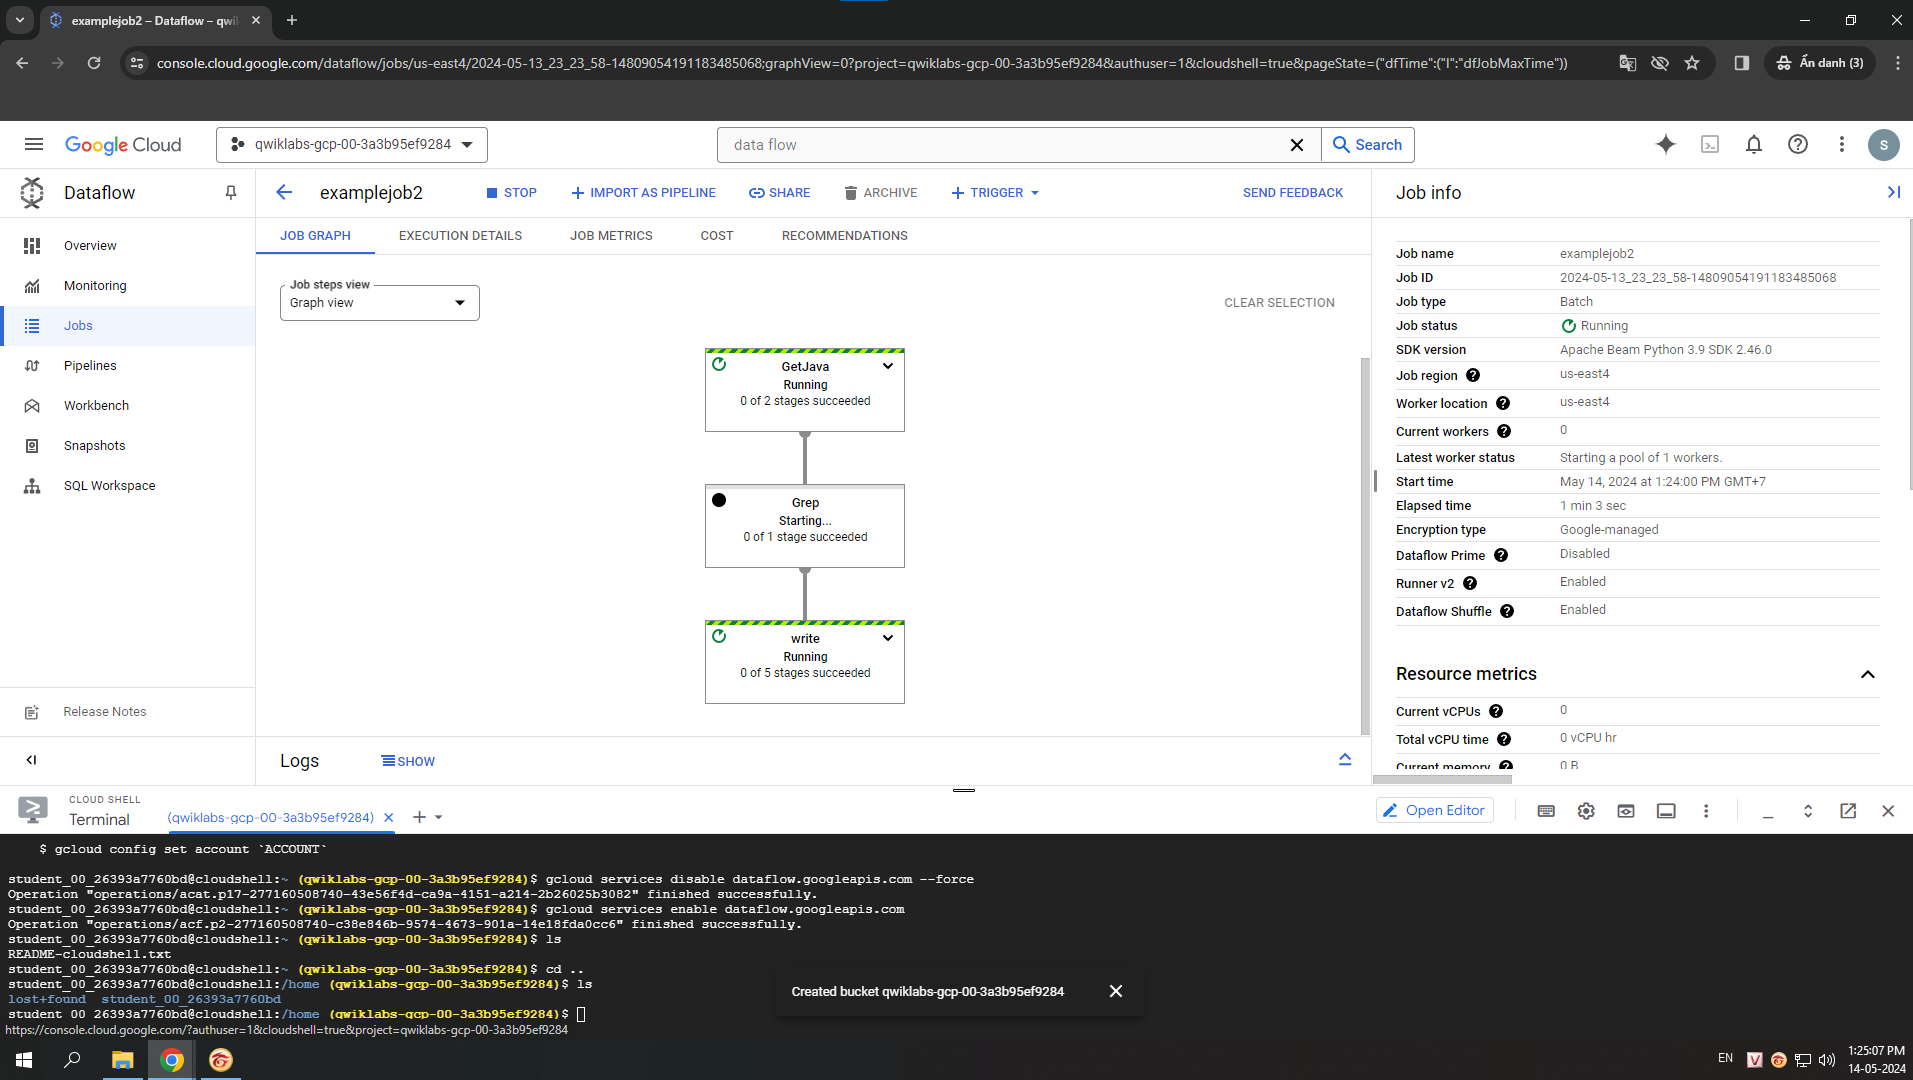 examplejob2 – Dataflow – qwi
console.cloud.google.com/dataflow/jobs/us-east4/2024-05-13_23_23_58-14809054191183485068;graphView=0?project=qwiklabs-gcp-00-3a3b95ef9284&authuser=1&cloudshell=true&pageState=("dfTime":("l":"dfJobMaxTime"))
Ẩn danh (3)
Google Cloud
qwiklabs-gcp-00-3a3b95ef9284
data flow
Search
S
Dataflow
examplejob2
STOP
IMPORT AS PIPELINE
SHARE
ARCHIVE
TRIGGER
SEND FEEDBACK
Job info
Overview
Monitoring
Jobs
Pipelines
Workbench
Snapshots
SQL Workspace
Release Notes
JOB GRAPH
EXECUTION DETAILS
JOB METRICS
COST
RECOMMENDATIONS
Job steps view
Graph view
CLEAR SELECTION
GetJava
Running
0 of 2 stages succeeded
Grep
Starting...
0 of 1 stage succeeded
write
Running
0 of 5 stages succeeded
Logs
SHOW
Job name examplejob2
Job ID 2024-05-13_23_23_58-14809054191183485068
Job type Batch
Job status Running
SDK version Apache Beam Python 3.9 SDK 2.46.0
Job region us-east4
Worker location us-east4
Current workers 0
Latest worker status Starting a pool of 1 workers.
Start time May 14, 2024 at 1:24:00 PM GMT+7
Elapsed time 1 min 3 sec
Encryption type Google-managed
Dataflow Prime Disabled
Runner v2 Enabled
Dataflow Shuffle Enabled
Resource metrics
Current vCPUs 0
Total vCPU time 0 vCPU hr
Current memory 0 B
CLOUD SHELL
Terminal
(qwiklabs-gcp-00-3a3b95ef9284)
Open Editor
$ gcloud config set account `ACCOUNT`
student_00_26393a7760bd@cloudshell:~ (qwiklabs-gcp-00-3a3b95ef9284)$ gcloud services disable dataflow.googleapis.com --force
Operation "operations/acat.p17-277160508740-43e56f4d-ca9a-4151-a214-2b26025b3082" finished successfully.
student_00_26393a7760bd@cloudshell:~ (qwiklabs-gcp-00-3a3b95ef9284)$ gcloud services enable dataflow.googleapis.com
Operation "operations/acf.p2-277160508740-c38e846b-9574-4673-901a-14e18fda0cc6" finished successfully.
student_00_26393a7760bd@cloudshell:~ (qwiklabs-gcp-00-3a3b95ef9284)$ ls
README-cloudshell.txt
student_00_26393a7760bd@cloudshell:~ (qwiklabs-gcp-00-3a3b95ef9284)$ cd ..
student_00_26393a7760bd@cloudshell:/home (qwiklabs-gcp-00-3a3b95ef9284)$ ls
lost+found student_00_26393a7760bd
student_00_26393a7760bd@cloudshell:/home (qwiklabs-gcp-00-3a3b95ef9284)$
Created bucket qwiklabs-gcp-00-3a3b95ef9284
https://console.cloud.google.com/?authuser=1&cloudshell=true&project=qwiklabs-gcp-00-3a3b95ef9284
EN
1:25:07 PM
14-05-2024